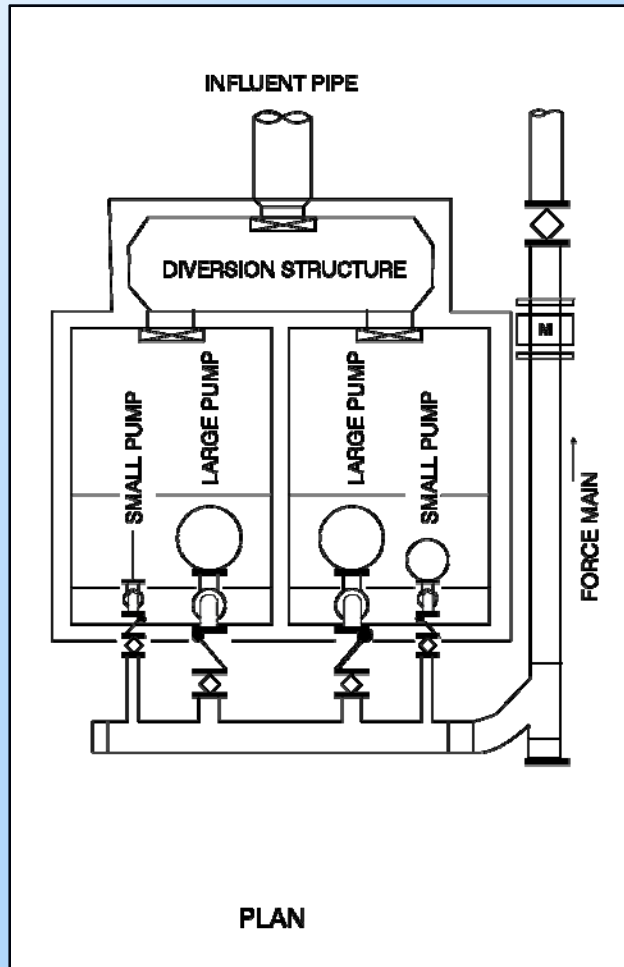 INFLUENT PIPE
DIVERSION STRUCTURE
M
SMALL PUMP
LARGE PUMP
LARGE PUMP
SMALL PUMP
FORCE MAIN
PLAN